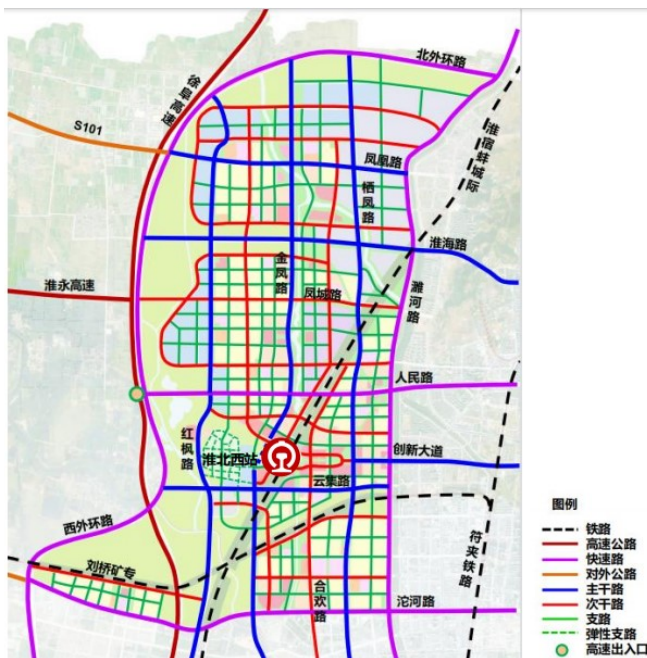 北外环路
徐阜高速
淮宿蚌城际
S101
凤凰路
栖凤路
淮海路
金凤路
淮永高速
凤城路
濉河路
人民路
红枫路
淮北西站
创新大道
云集路
西外环路
刘桥矿专
符夹铁路
合欢路
沱河路
图例
铁路
高速公路
快速路
对外公路
主干路
次干路
支路
弹性支路
高速出入口